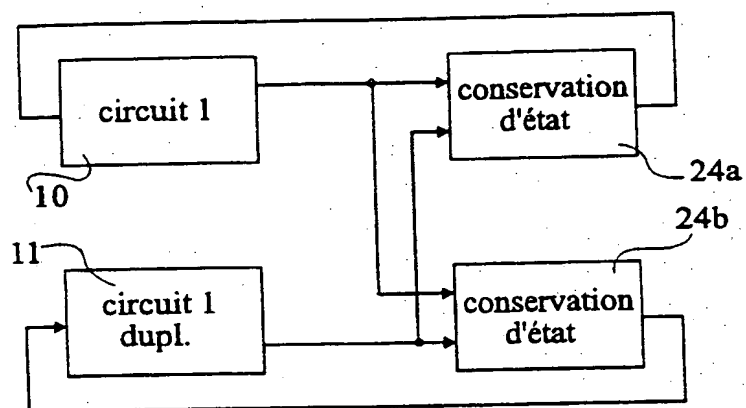 circuit 1
conservation
d'état
10
24a
24b
11
circuit 1
dupl.
conservation
d'état